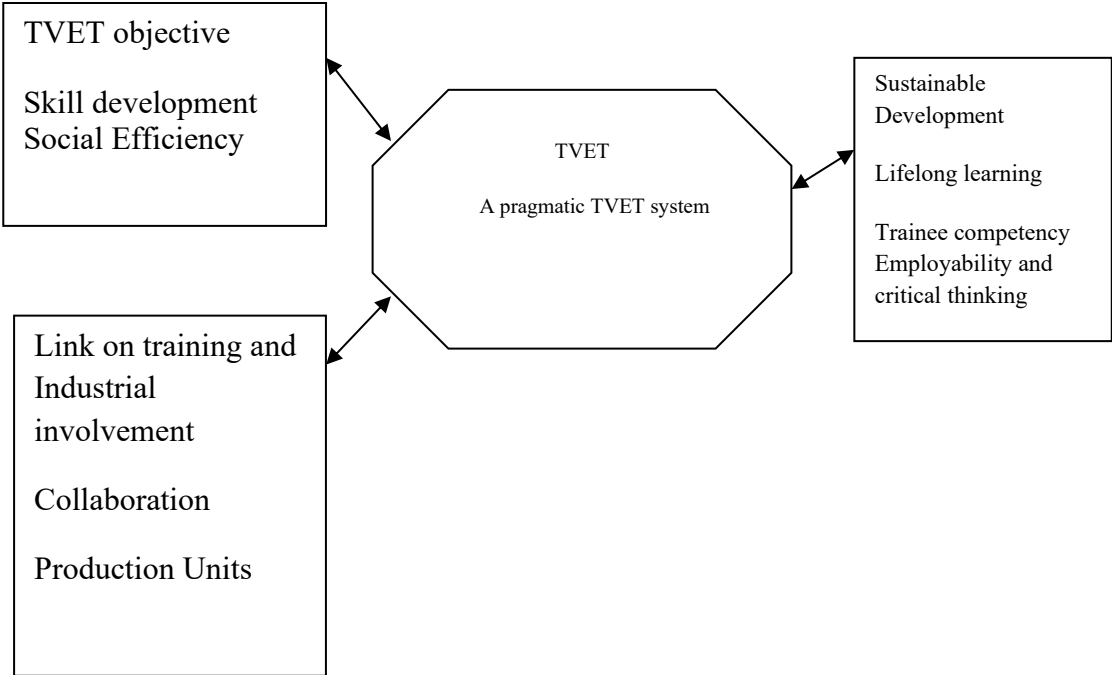 TVET objective
Skill development
Social Efficiency
TVET
A pragmatic TVET system
Sustainable
Development
Lifelong learning
Trainee competency
Employability and
critical thinking
Link on training and
Industrial
involvement
Collaboration
Production Units